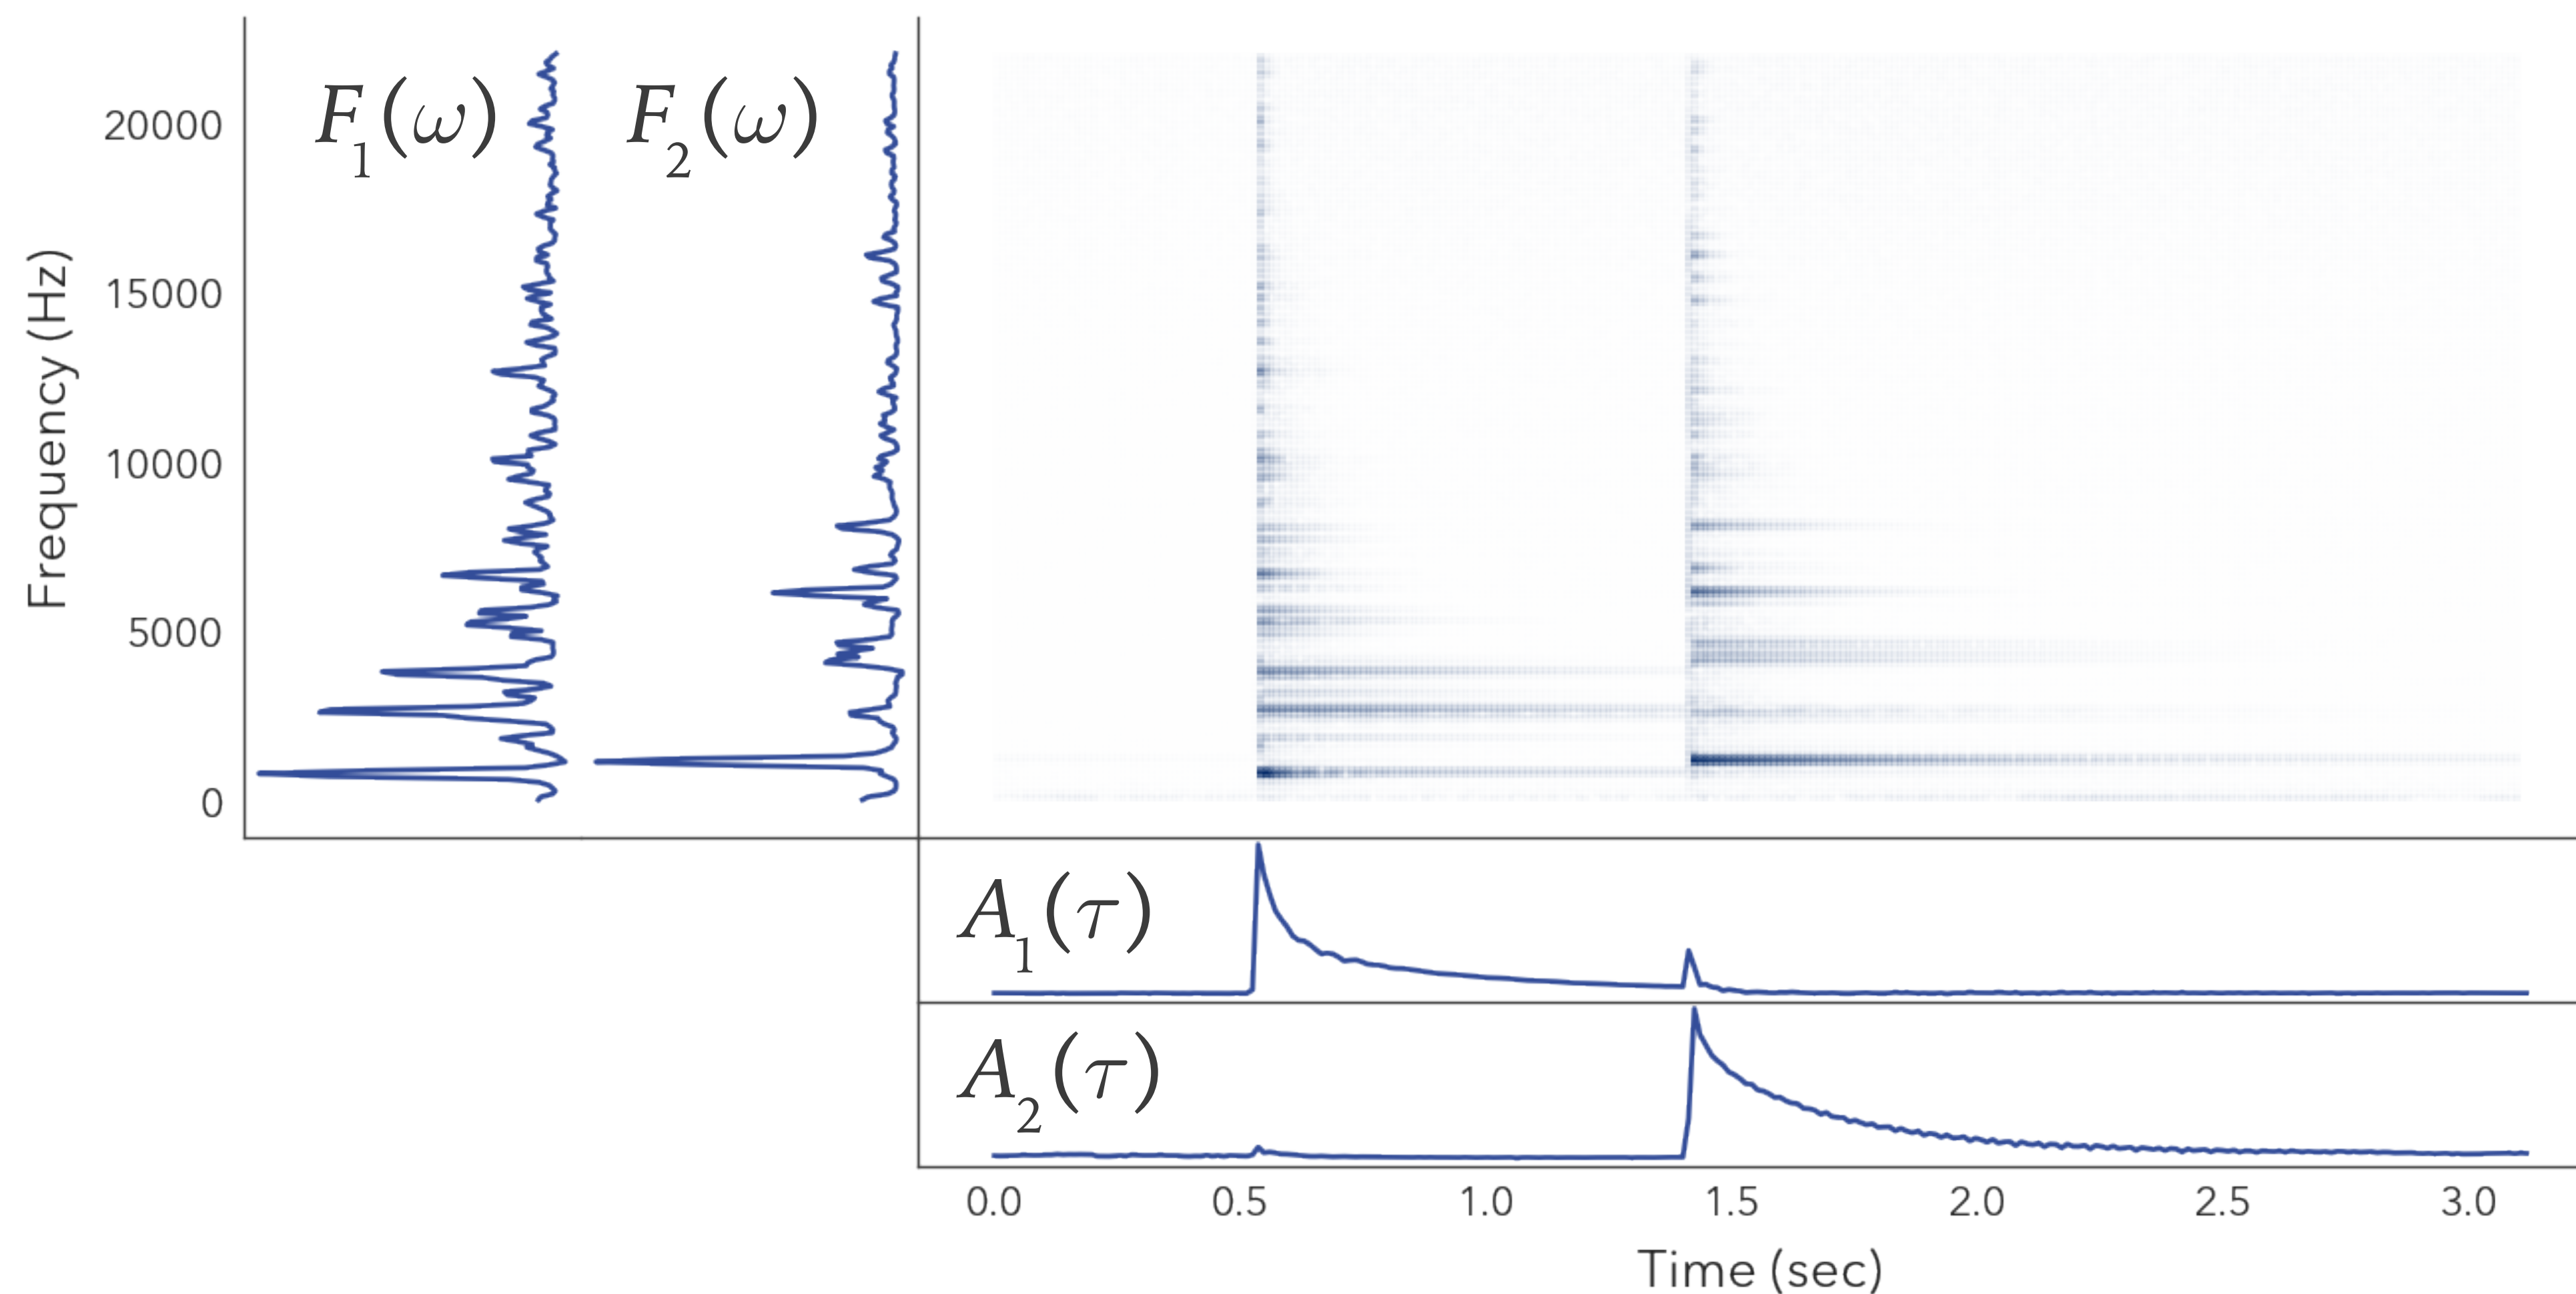 F₁(ω) F₂(ω)
20000
15000
10000
5000
0
Frequency (Hz)
A₁(τ)
A₂(τ)
0.0 0.5 1.0 1.5 2.0 2.5 3.0
Time (sec)